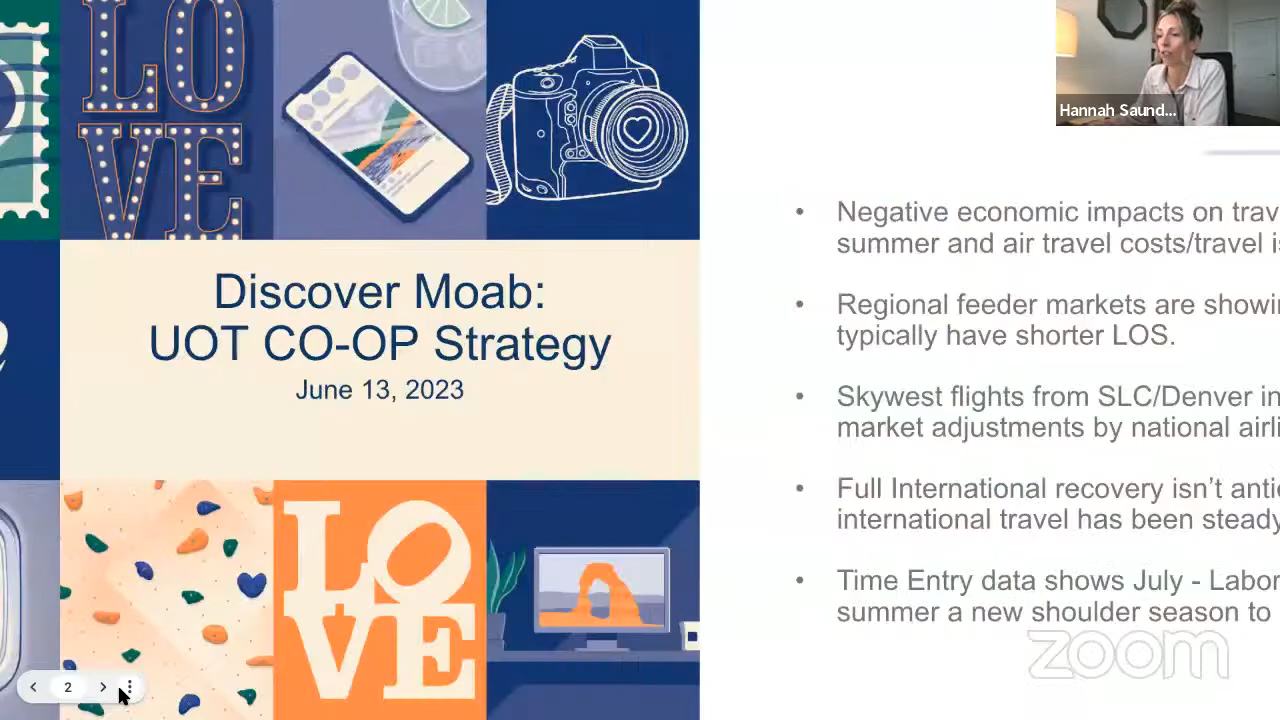 LO
VE
Hannah Saund...
Discover Moab:
UOT CO-OP Strategy
June 13, 2023
• Negative economic impacts on trav
summer and air travel costs/travel is
• Regional feeder markets are showin
typically have shorter LOS.
• Skywest flights from SLC/Denver in
market adjustments by national airli
• Full International recovery isn’t antic
international travel has been steady
• Time Entry data shows July - Labor
summer a new shoulder season to
LO
VE
2
zoom